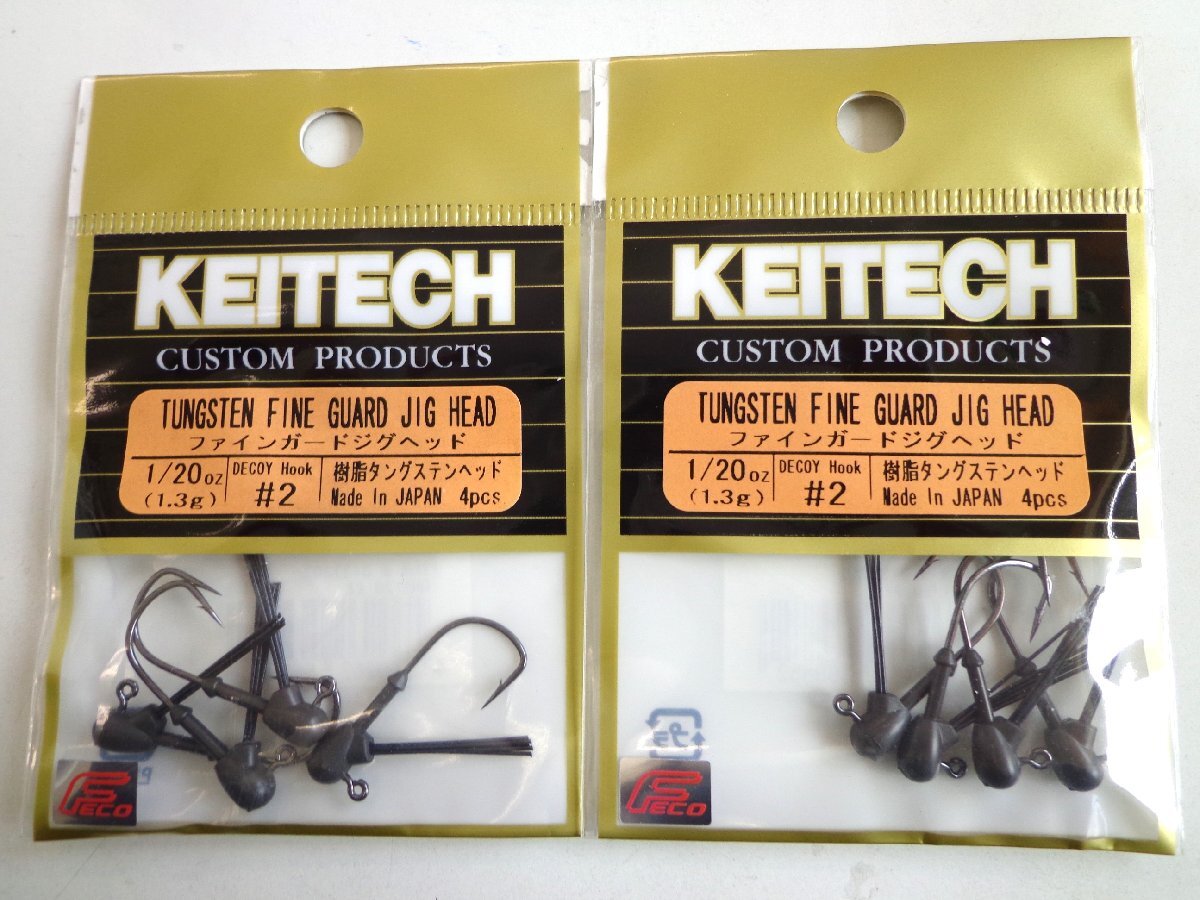 KEITECH
CUSTOM PRODUCTS
TUNGSTEN FINE GUARD JIG HEAD
ファインガードジグヘッド
1/20oz
(1.3g)
DECOY Hook
#2
樹脂タングステンヘッド
Made In JAPAN 4pcs
FECO
KEITECH
CUSTOM PRODUCTS
TUNGSTEN FINE GUARD JIG HEAD
ファインガードジグヘッド
1/20oz
(1.3g)
DECOY Hook
#2
樹脂タングステンヘッド
Made In JAPAN 4pcs
プラ
FECO